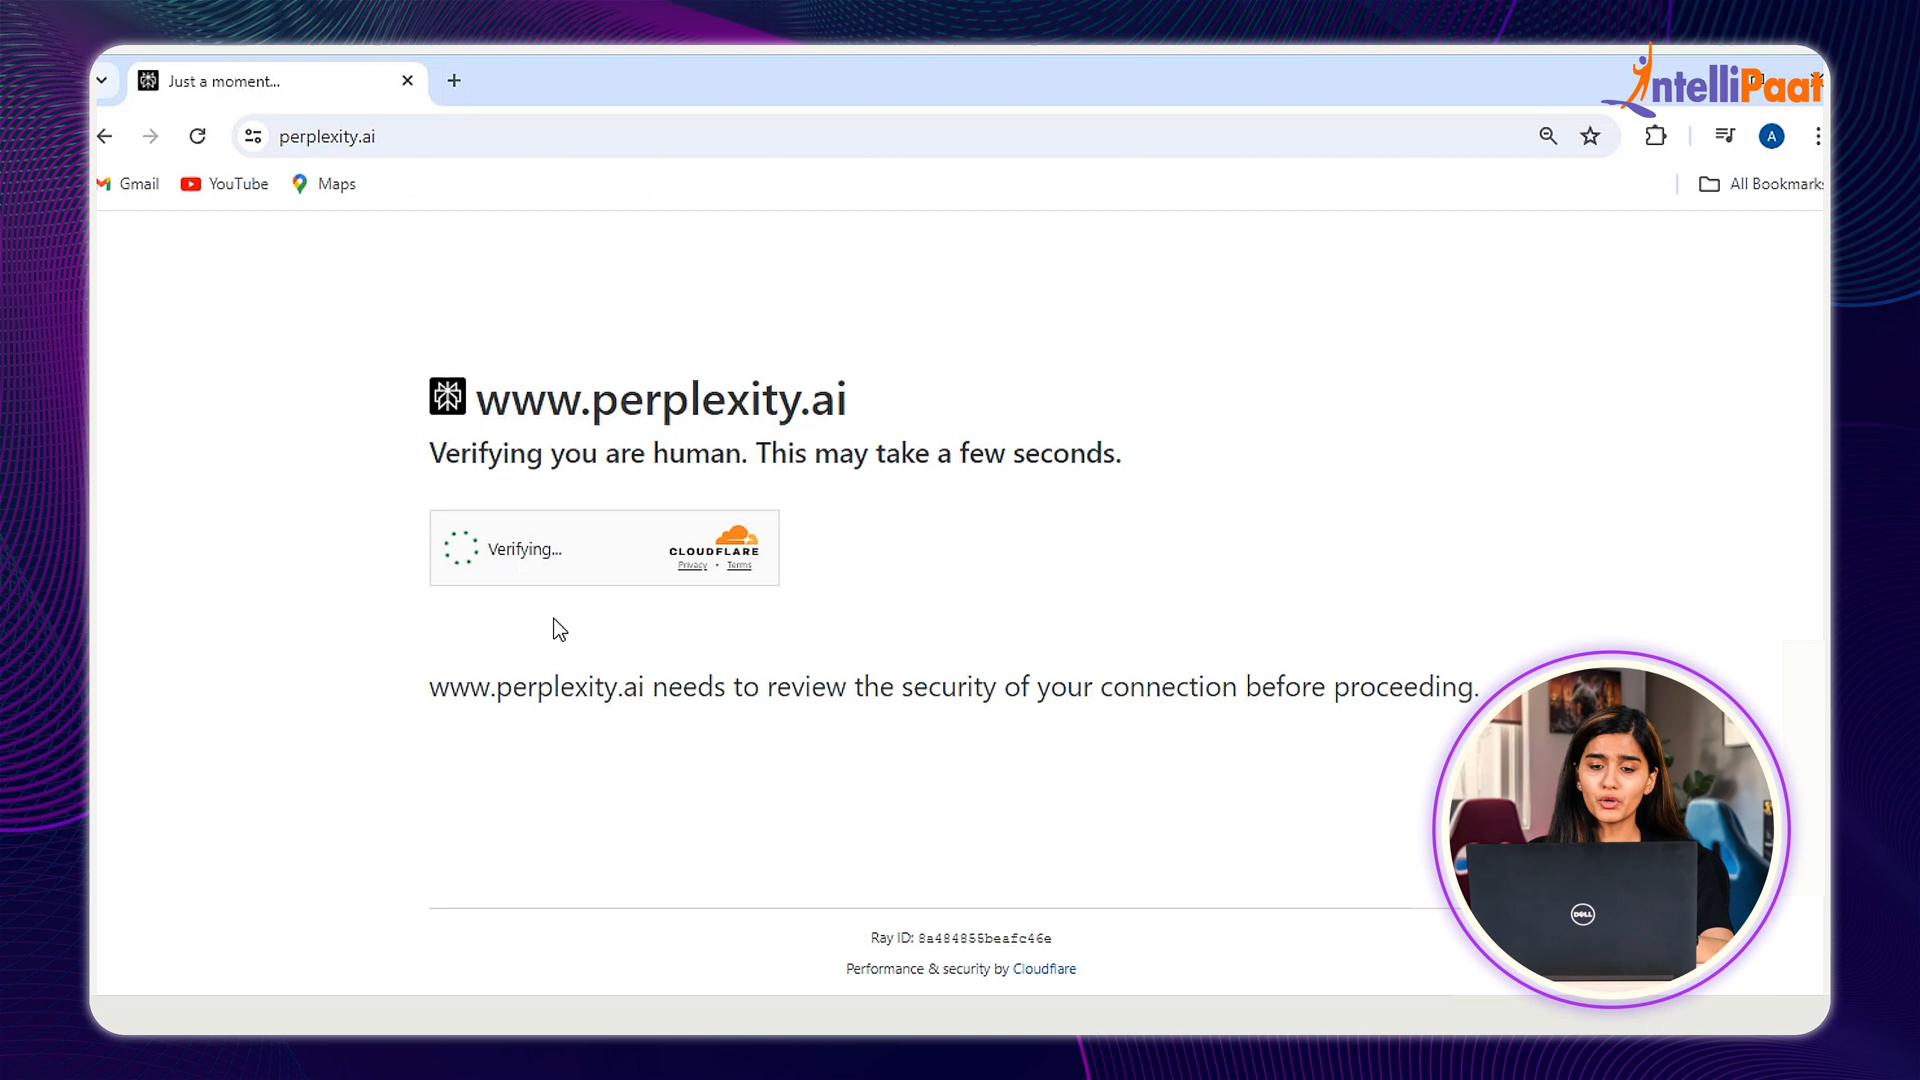 Just a moment...
IntelliPaat
perplexity.ai
A
Gmail
YouTube
Maps
All Bookmarks
www.perplexity.ai
Verifying you are human. This may take a few seconds.
Verifying...
CLOUDFLARE
Privacy • Terms
www.perplexity.ai needs to review the security of your connection before proceeding.
DELL
Ray ID: 8a484855beafc46e
Performance & security by Cloudflare